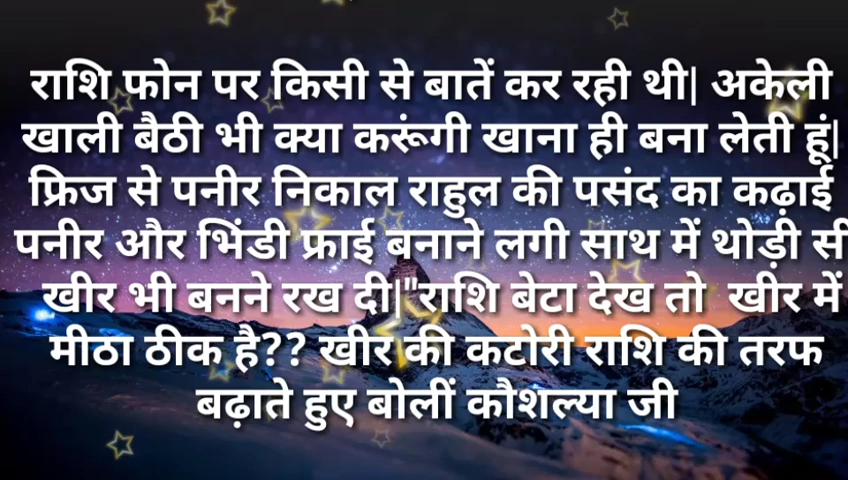 राशि फोन पर किसी से बातें कर रही थी| अकेली
खाली बैठी भी क्या करूंगी खाना ही बना लेती हूं|
फ्रिज से पनीर निकाल राहुल की पसंद का कढ़ाई
पनीर और भिंडी फ्राई बनाने लगी साथ में थोड़ी सी
खीर भी बनने रख दी|"राशि बेटा देख तो खीर में
मीठा ठीक है?? खीर की कटोरी राशि की तरफ
बढ़ाते हुए बोलीं कौशल्या जी